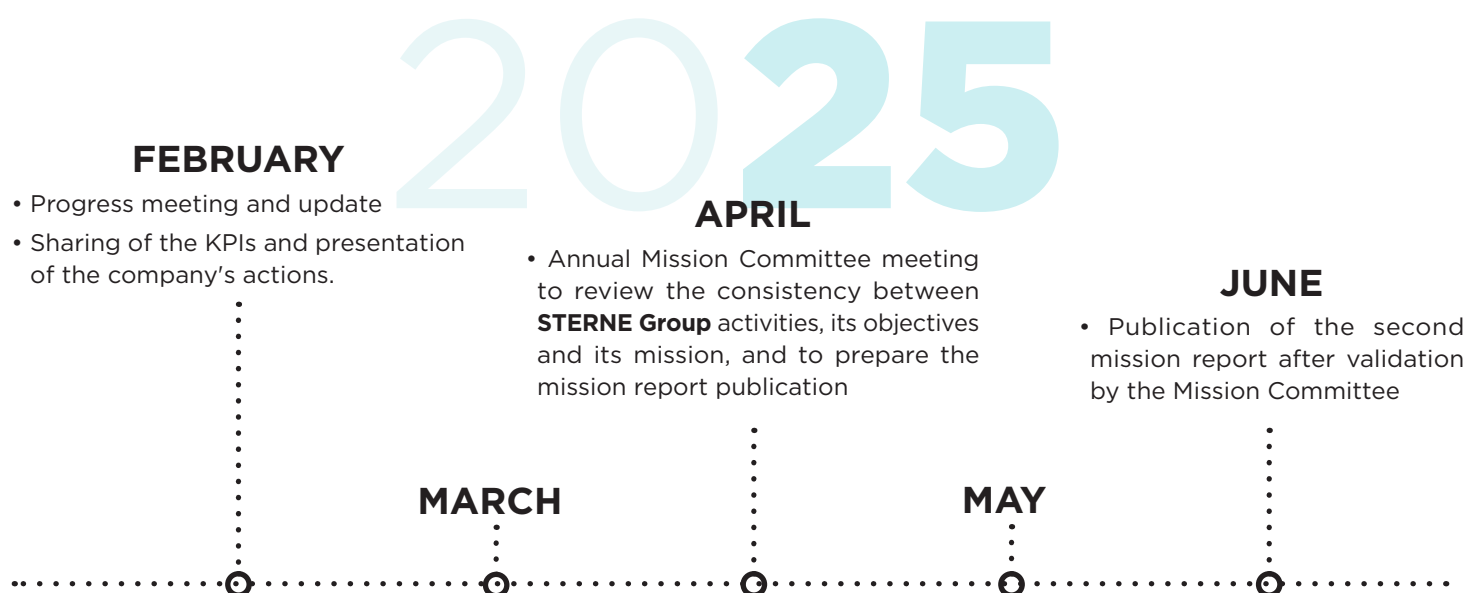 2025
FEBRUARY
• Progress meeting and update
• Sharing of the KPIs and presentation
of the company's actions.
APRIL
• Annual Mission Committee meeting
to review the consistency between
STERNE Group activities, its objectives
and its mission, and to prepare the
mission report publication
JUNE
• Publication of the second
mission report after validation
by the Mission Committee
MARCH
MAY